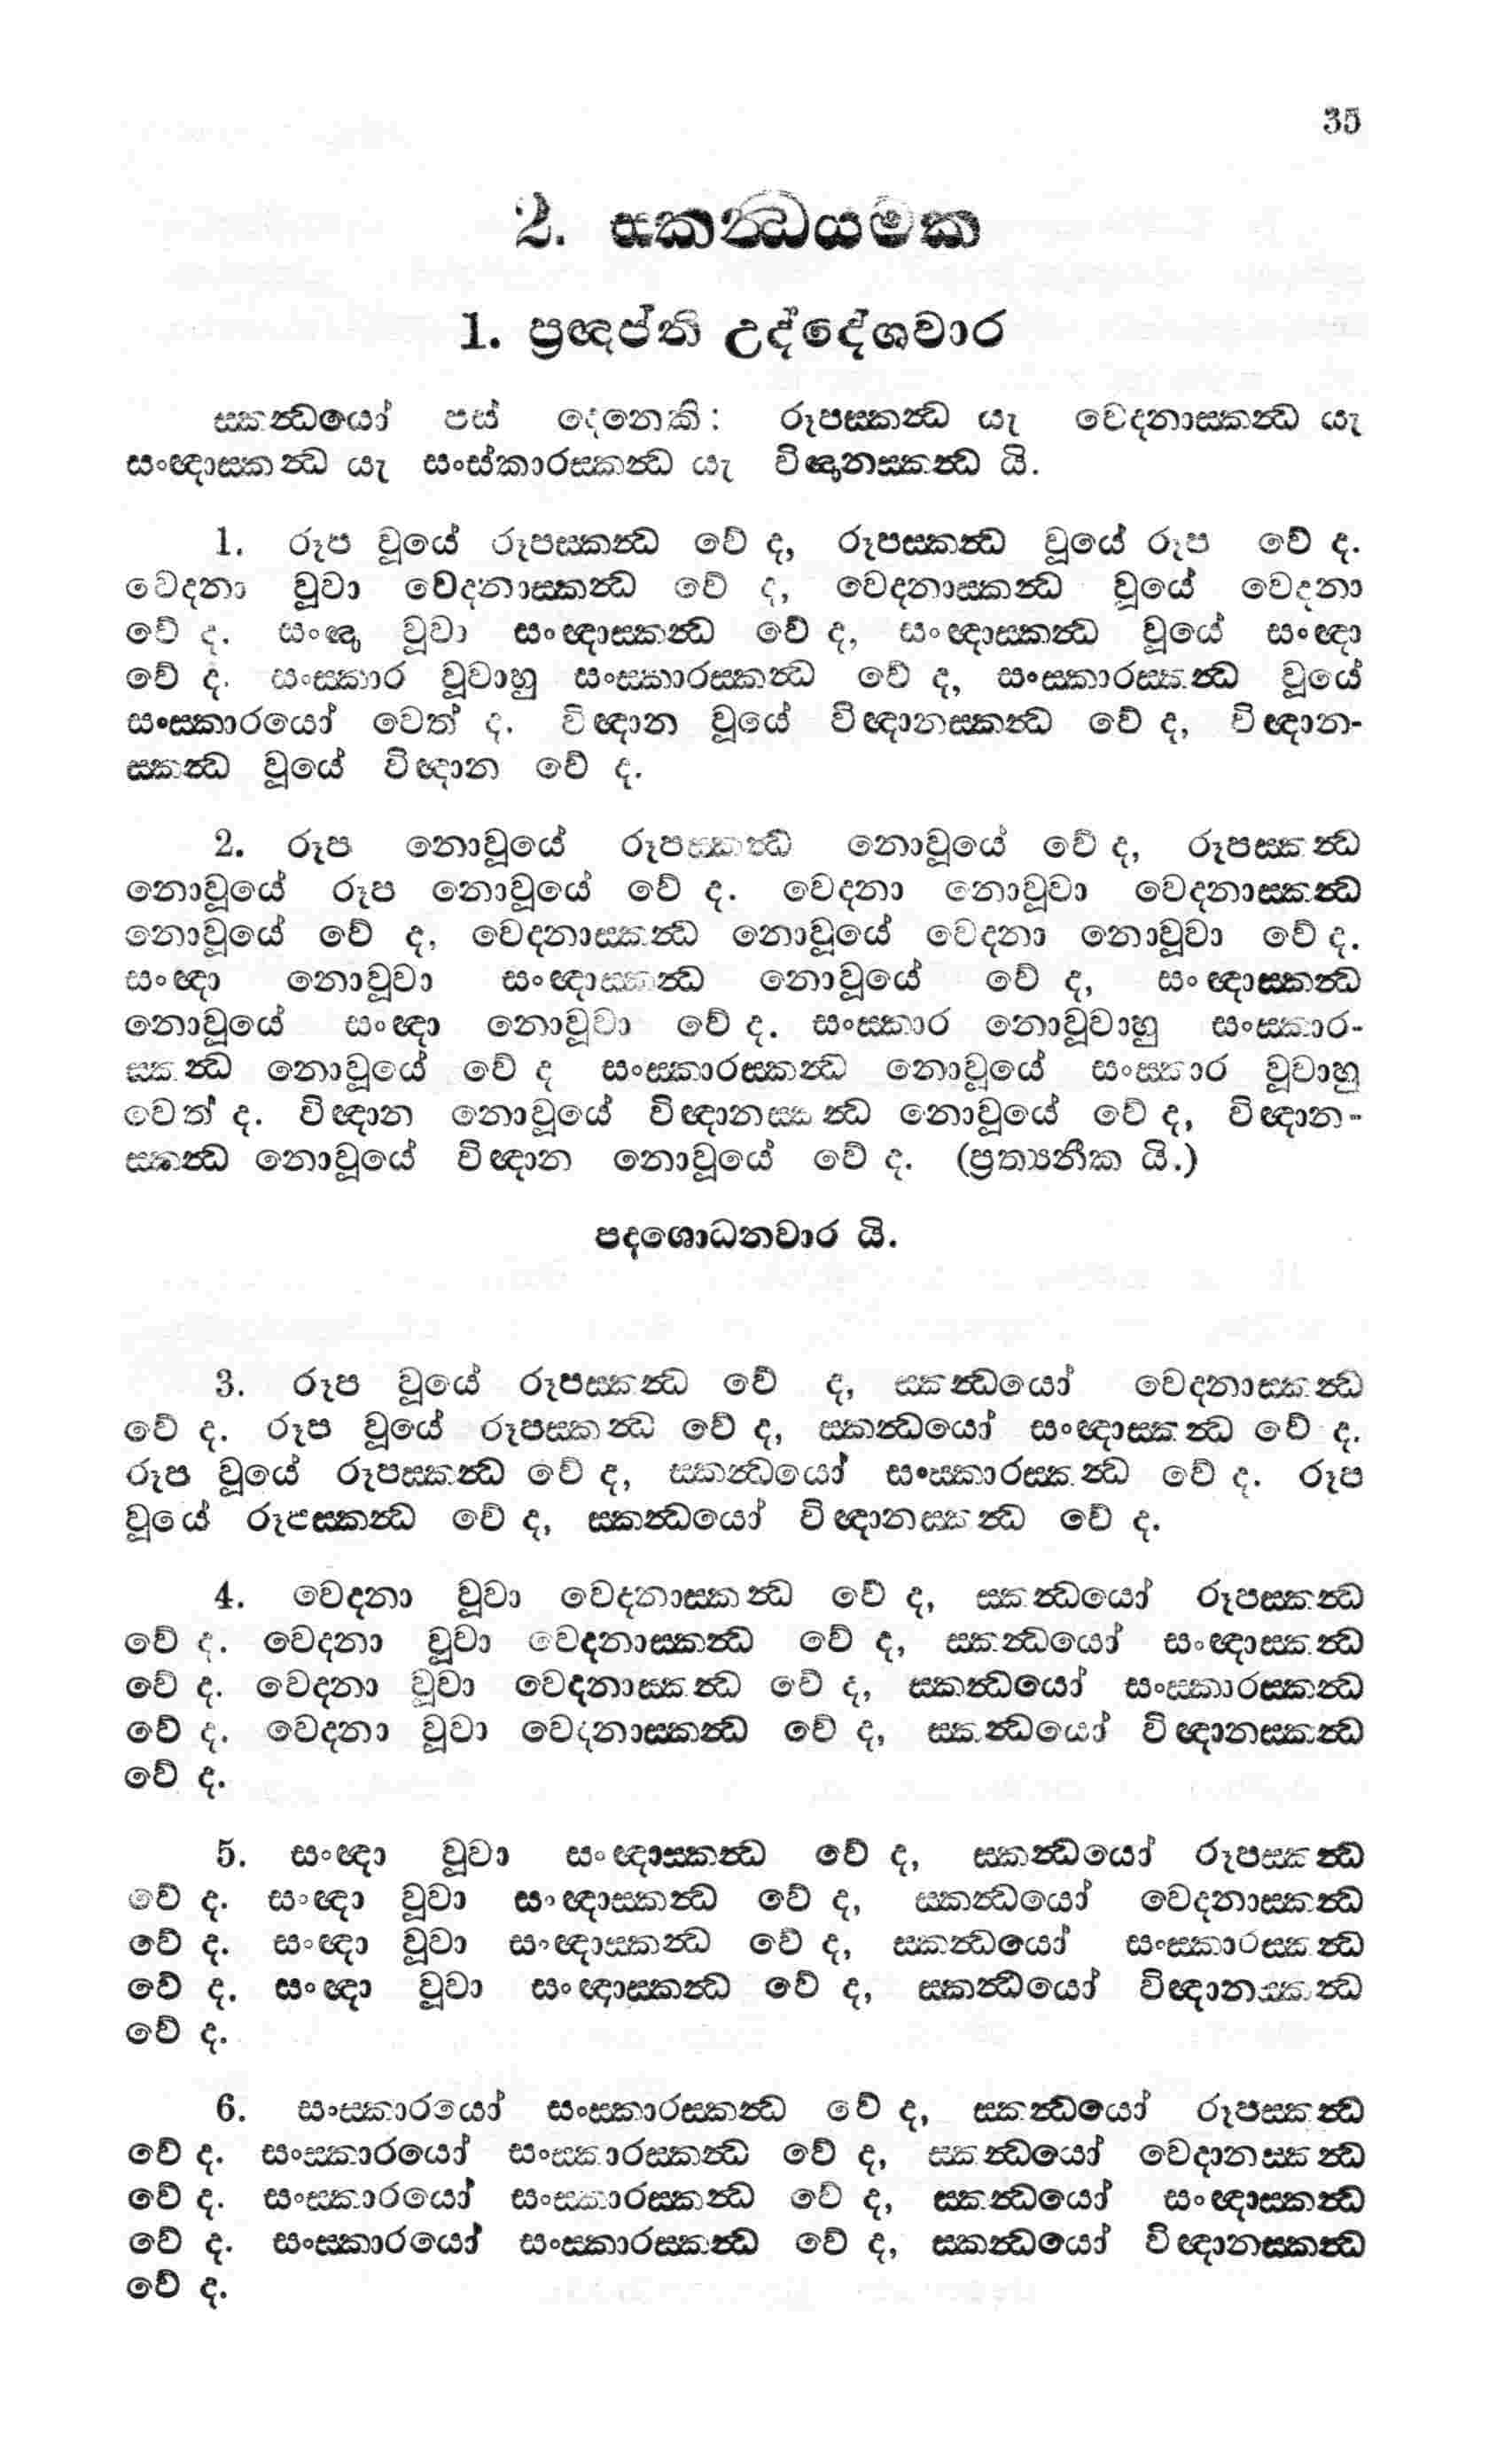 35
2. ස්කන්ධයමක
1. ප්‍රඥප්ති උද්දේශවාර
ස්කන්ධයෝ පස් දෙනෙකි: රූපස්කන්ධ යැ වෙදනාස්කන්ධ යැ
සංඥාස්කන්ධ යැ සංස්කාරස්කන්ධ යැ විඤානස්කන්ධ යි.
1. රූප වූයේ රූපස්කන්ධ වේ ද, රූපස්කන්ධ වූයේ රූප වේ ද.
වෙදනා වූවා වෙදනාස්කන්ධ වේ ද, වෙදනාස්කන්ධ වූයේ වෙදනා
වේ ද. සංඥා වූවා සංඥාස්කන්ධ වේ ද, සංඥාස්කන්ධ වූයේ සංඥා
වේ ද. සංස්කාර වූවාහු සංස්කාරස්කන්ධ වේ ද, සංස්කාරස්කන්ධ වූයේ
සංස්කාරයෝ වෙත් ද. විඥාන වූයේ විඥානස්කන්ධ වේ ද, විඥාන-
ස්කන්ධ වූයේ විඥාන වේ ද.
2. රූප නොවූයේ රූපස්කන්ධ නොවූයේ වේ ද, රූපස්කන්ධ
නොවූයේ රූප නොවූයේ වේ ද. වෙදනා නොවූවා වෙදනාස්කන්ධ
නොවූයේ වේ ද, වෙදනාස්කන්ධ නොවූයේ වෙදනා නොවූවා වේ ද.
සංඥා නොවූවා සංඥාස්කන්ධ නොවූයේ වේ ද, සංඥාස්කන්ධ
නොවූයේ සංඥා නොවූවා වේ ද. සංස්කාර නොවූවාහු සංස්කාර-
ස්කන්ධ නොවූයේ වේ ද සංස්කාරස්කන්ධ නොවූයේ සංස්කාර වූවාහු
වෙත් ද. විඥාන නොවූයේ විඥානස්කන්ධ නොවූයේ වේ ද, විඥාන-
ස්කන්ධ නොවූයේ විඥාන නොවූයේ වේ ද. (ප්‍රත්‍යනීක යි.)
පදශොධනවාර යි.
3. රූප වූයේ රූපස්කන්ධ වේ ද, ස්කන්ධයෝ වෙදනාස්කන්ධ
වේ ද. රූප වූයේ රූපස්කන්ධ වේ ද, ස්කන්ධයෝ සංඥාස්කන්ධ වේ ද.
රූප වූයේ රූපස්කන්ධ වේ ද, ස්කන්ධයෝ සංස්කාරස්කන්ධ වේ ද. රූප
වූයේ රූපස්කන්ධ වේ ද, ස්කන්ධයෝ විඥානස්කන්ධ වේ ද.
4. වෙදනා වූවා වෙදනාස්කන්ධ වේ ද, ස්කන්ධයෝ රූපස්කන්ධ
වේ ද. වෙදනා වූවා වෙදනාස්කන්ධ වේ ද, ස්කන්ධයෝ සංඥාස්කන්ධ
වේ ද. වෙදනා වූවා වෙදනාස්කන්ධ වේ ද, ස්කන්ධයෝ සංස්කාරස්කන්ධ
වේ ද. වෙදනා වූවා වෙදනාස්කන්ධ වේ ද, ස්කන්ධයෝ විඥානස්කන්ධ
වේ ද.
5. සංඥා වූවා සංඥාස්කන්ධ වේ ද, ස්කන්ධයෝ රූපස්කන්ධ
වේ ද. සංඥා වූවා සංඥාස්කන්ධ වේ ද, ස්කන්ධයෝ වෙදනාස්කන්ධ
වේ ද. සංඥා වූවා සංඥාස්කන්ධ වේ ද, ස්කන්ධයෝ සංස්කාරස්කන්ධ
වේ ද. සංඥා වූවා සංඥාස්කන්ධ වේ ද, ස්කන්ධයෝ විඥානස්කන්ධ
වේ ද.
6. සංස්කාරයෝ සංස්කාරස්කන්ධ වේ ද, ස්කන්ධයෝ රූපස්කන්ධ
වේ ද. සංස්කාරයෝ සංස්කාරස්කන්ධ වේ ද, ස්කන්ධයෝ වෙදානස්කන්ධ
වේ ද. සංස්කාරයෝ සංස්කාරස්කන්ධ වේ ද, ස්කන්ධයෝ සංඥාස්කන්ධ
වේ ද. සංස්කාරයෝ සංස්කාරස්කන්ධ වේ ද, ස්කන්ධයෝ විඥානස්කන්ධ
වේ ද.